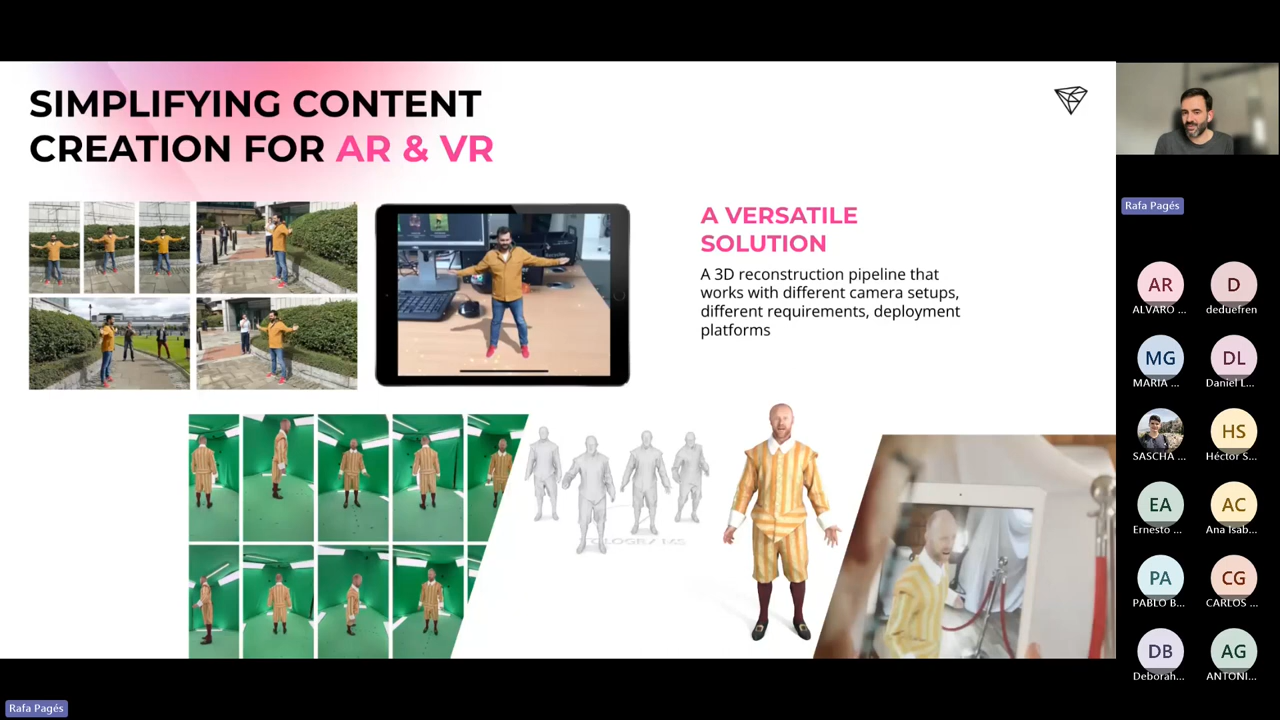 SIMPLIFYING CONTENT
CREATION FOR AR & VR
A VERSATILE
SOLUTION
A 3D reconstruction pipeline that
works with different camera setups,
different requirements, deployment
platforms
Rafa Pagés
AR
ALVARO ...
D
deduefren
MG
MARIA ...
DL
Daniel L...
SASCHA ...
HS
Héctor S...
EA
Ernesto ...
AC
Ana Isab...
PA
PABLO B...
CG
CARLOS ...
DB
Deborah...
AG
ANTONI...
Rafa Pagés